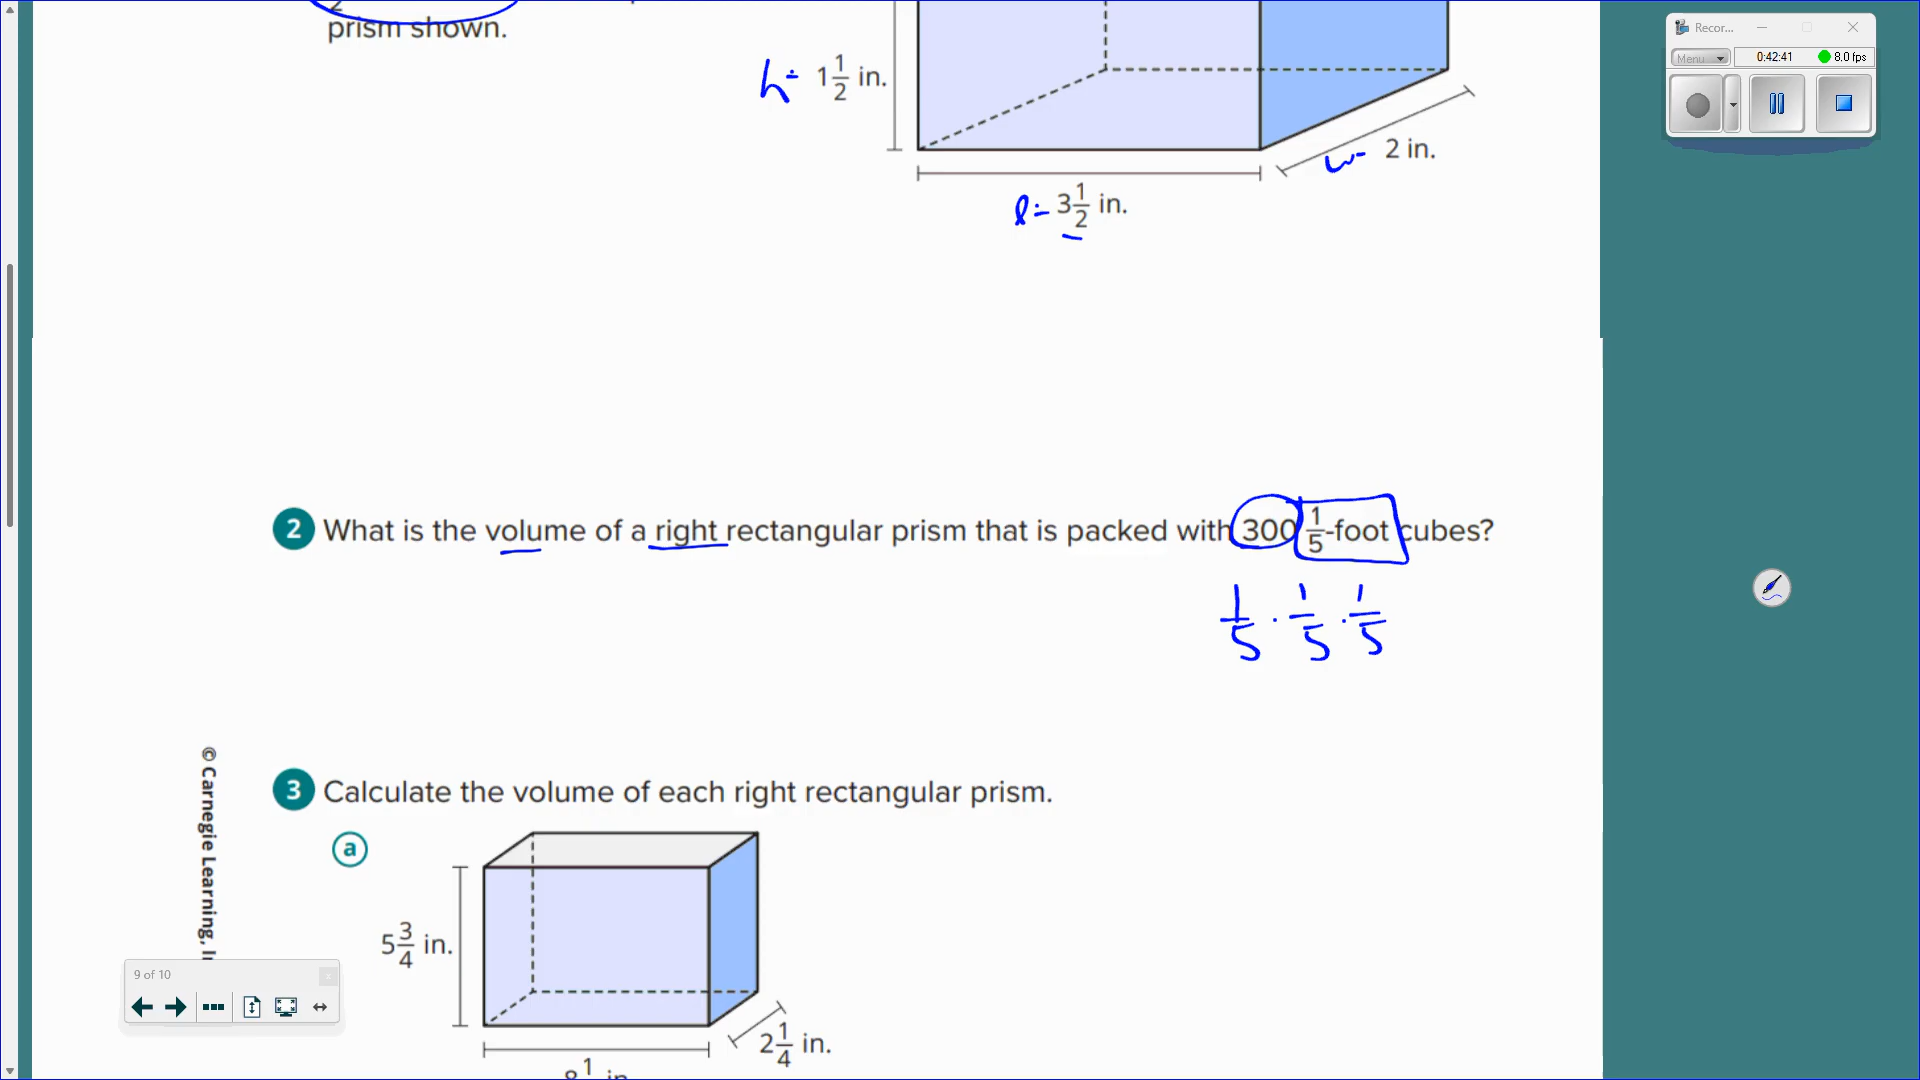 prism shown.
h = 1 1/2 in.
w = 2 in.
l = 3 1/2 in.
2 What is the volume of a right rectangular prism that is packed with 300 1/5-foot cubes?
1/5 · 1/5 · 1/5
3 Calculate the volume of each right rectangular prism.
a
5 3/4 in.
2 1/4 in.
© Carnegie Learning,
9 of 10
Recor...
Menu
0:42:41
8.0 fps